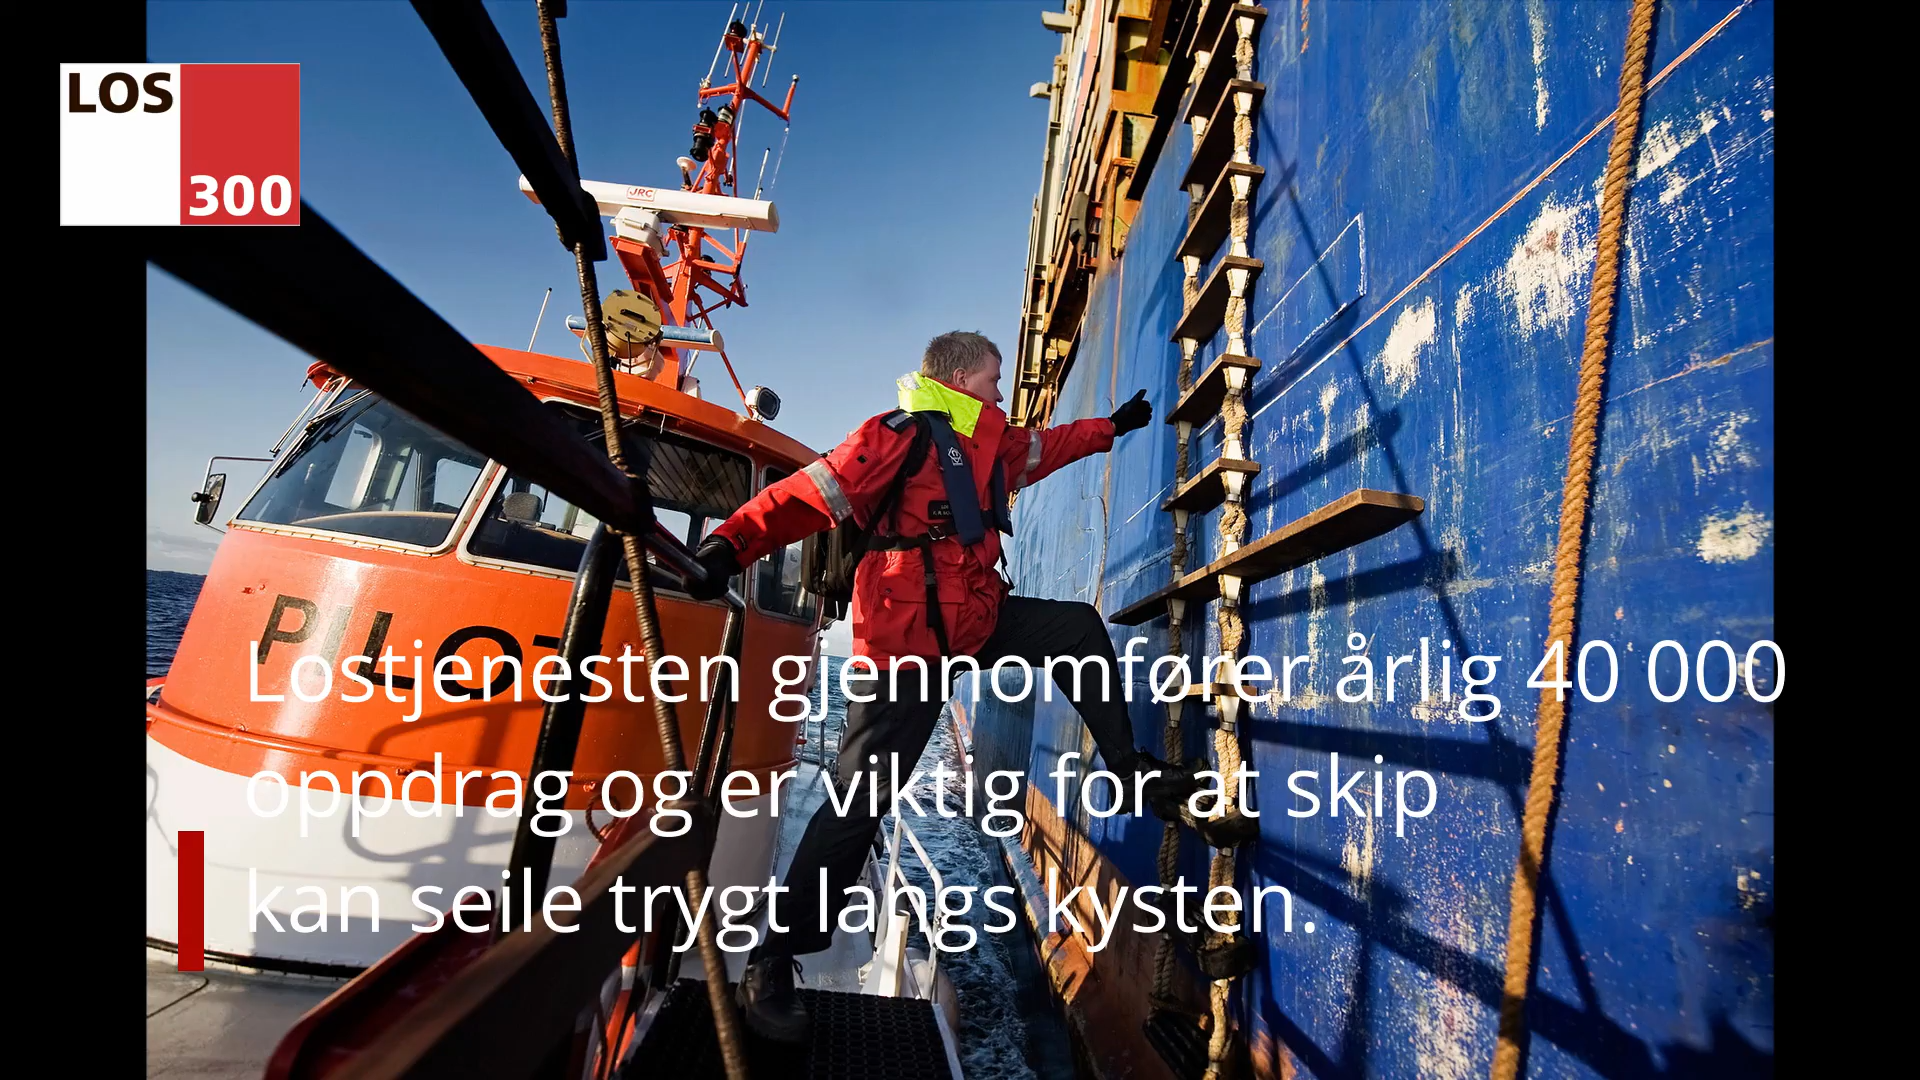 LOS
300
JRC
PILOT
Lostjenesten gjennomfører årlig 40 000
oppdrag og er viktig for at skip
kan seile trygt langs kysten.